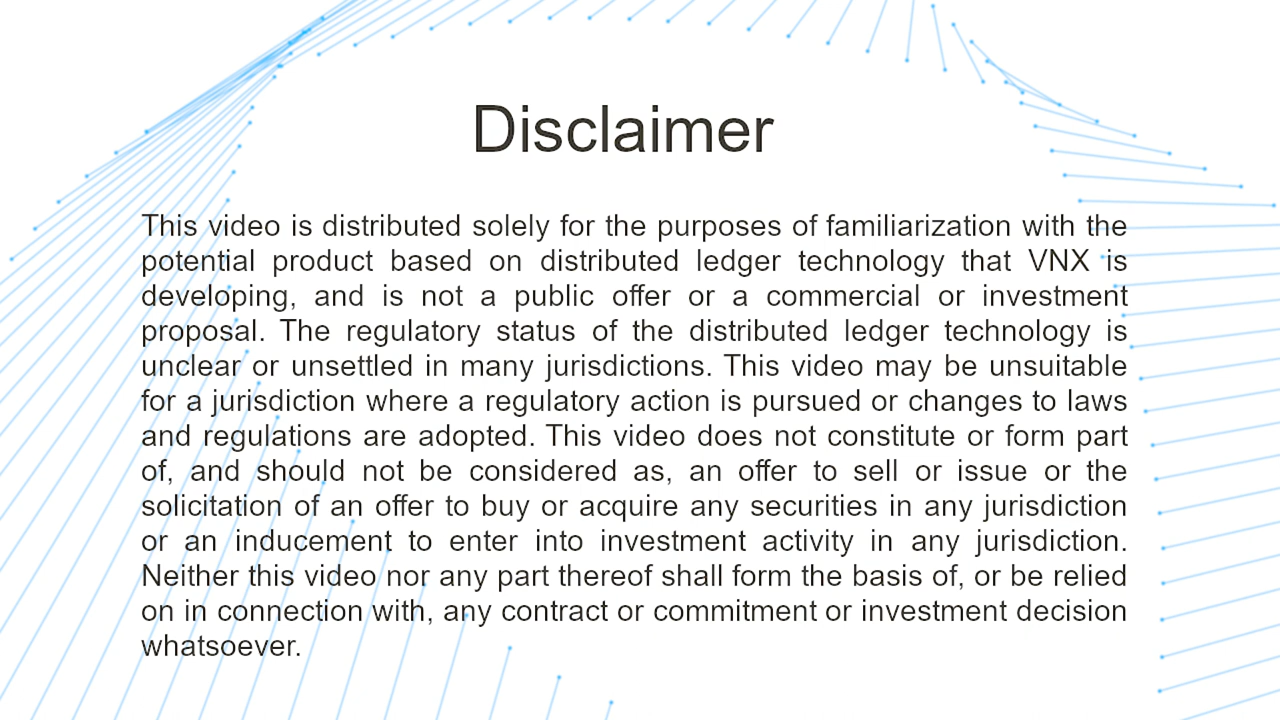 Disclaimer
This video is distributed solely for the purposes of familiarization with the
potential product based on distributed ledger technology that VNX is
developing, and is not a public offer or a commercial or investment
proposal. The regulatory status of the distributed ledger technology is
unclear or unsettled in many jurisdictions. This video may be unsuitable
for a jurisdiction where a regulatory action is pursued or changes to laws
and regulations are adopted. This video does not constitute or form part
of, and should not be considered as, an offer to sell or issue or the
solicitation of an offer to buy or acquire any securities in any jurisdiction
or an inducement to enter into investment activity in any jurisdiction.
Neither this video nor any part thereof shall form the basis of, or be relied
on in connection with, any contract or commitment or investment decision
whatsoever.